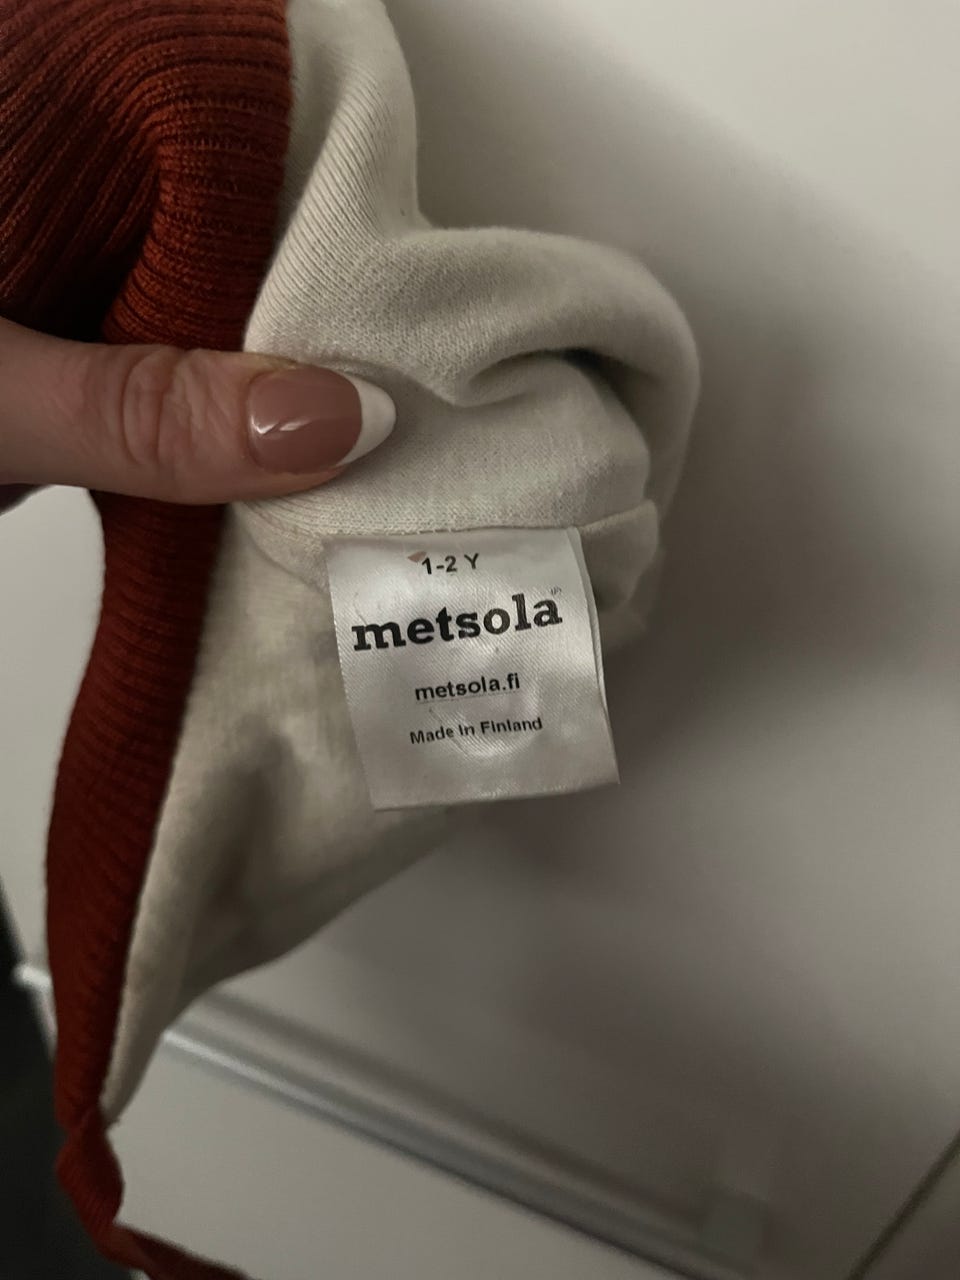 1-2 Y
metsola
metsola.fi
Made in Finland